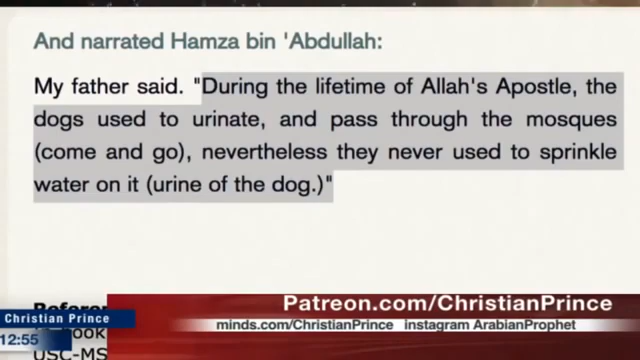 And narrated Hamza bin 'Abdullah:
My father said. "During the lifetime of Allah's Apostle, the
dogs used to urinate, and pass through the mosques
(come and go), nevertheless they never used to sprinkle
water on it (urine of the dog.)"
Patreon.com/ChristianPrince
Christian Prince
minds.com/ChristianPrince instagram ArabianProphet
12:55
USC-MS